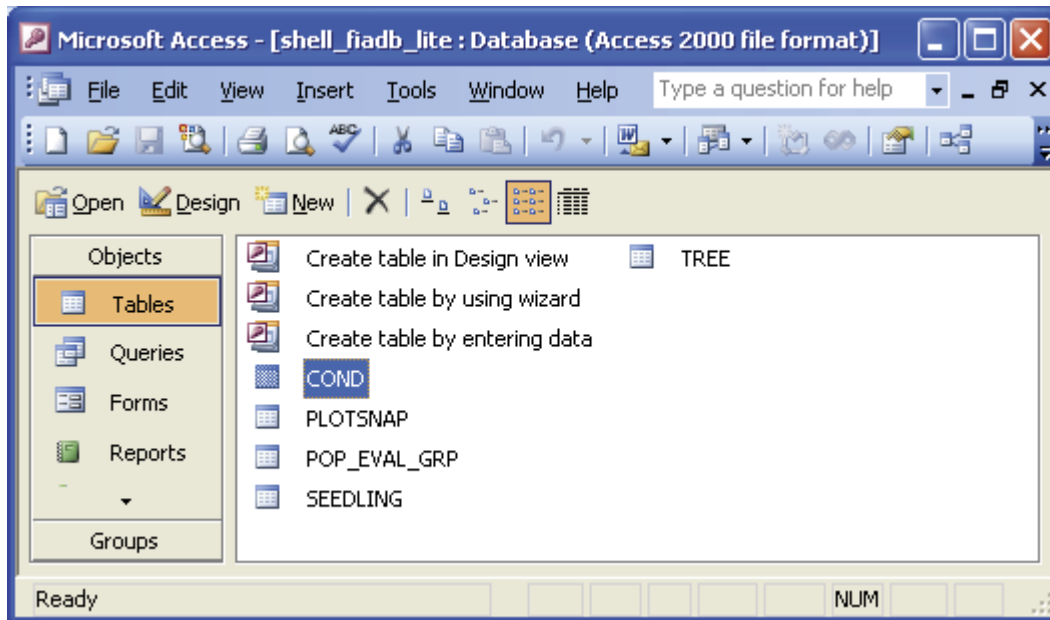 Microsoft Access - [shell_fiadb_lite : Database (Access 2000 file format)]
File Edit View Insert Tools Window Help Type a question for help
ABC W
Open Design New
Objects
Tables
Queries
Forms
Reports
Groups
Create table in Design view
Create table by using wizard
Create table by entering data
COND
PLOTSNAP
POP_EVAL_GRP
SEEDLING
TREE
Ready NUM